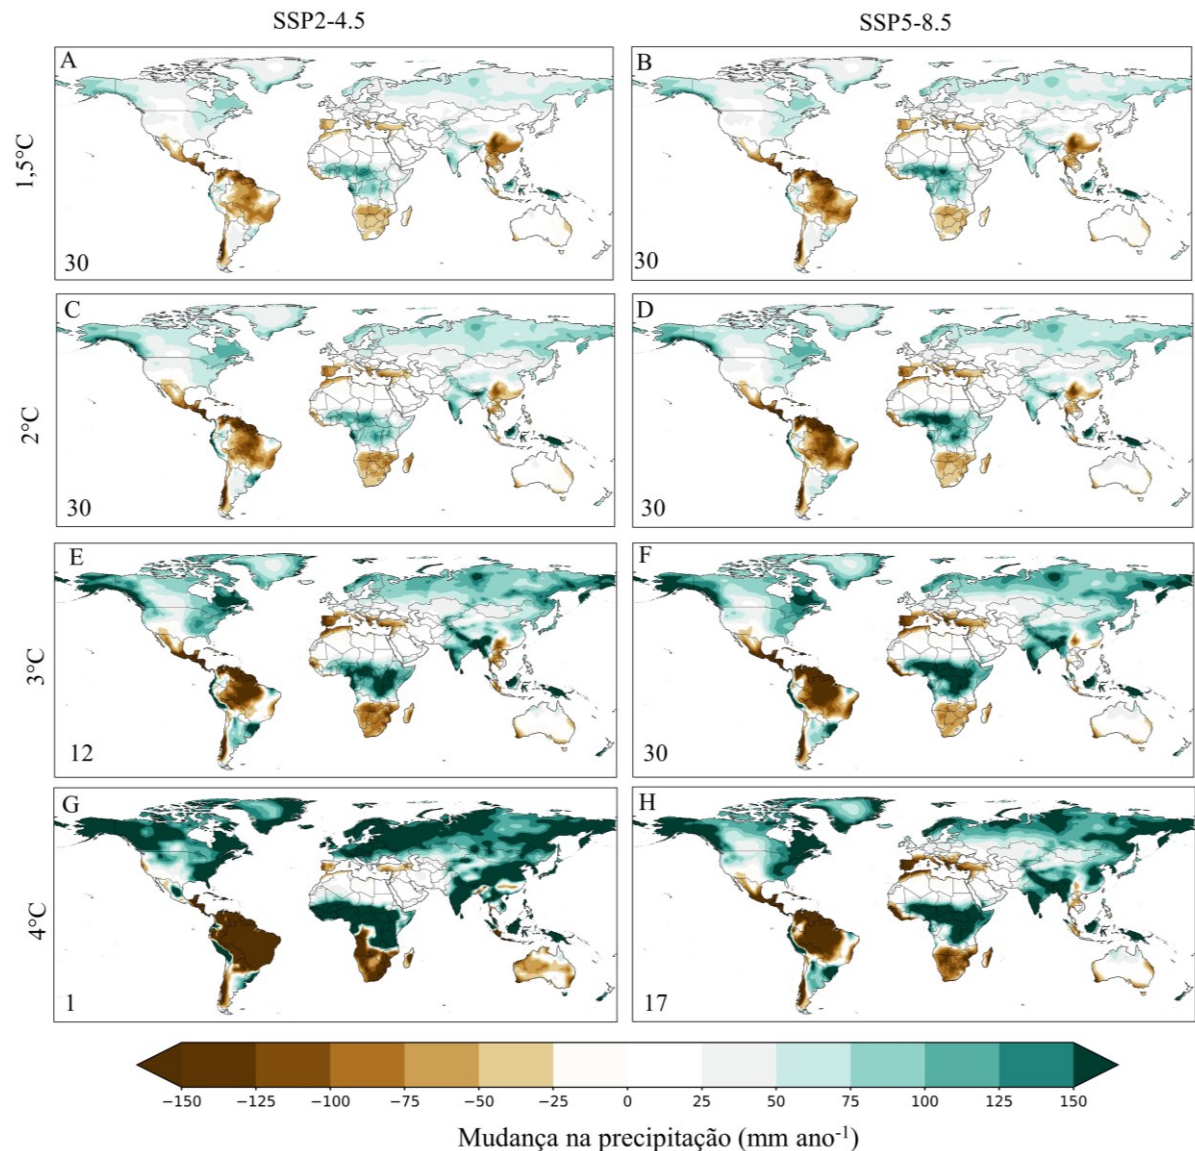 SSP2-4.5 SSP5-8.5
A B
1,5°C
30 30
C D
2°C
30 30
E F
3°C
12 30
G H
4°C
1 17
−150 −125 −100 −75 −50 −25 0 25 50 75 100 125 150
Mudança na precipitação (mm ano⁻¹)